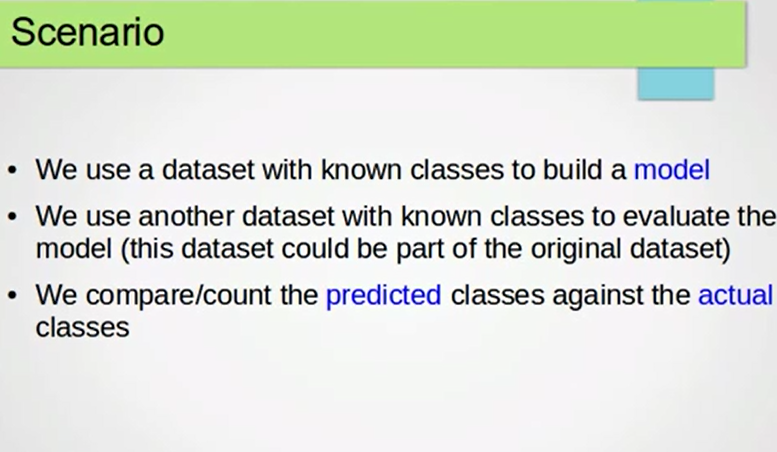 Scenario
• We use a dataset with known classes to build a model
• We use another dataset with known classes to evaluate the
model (this dataset could be part of the original dataset)
• We compare/count the predicted classes against the actual
classes